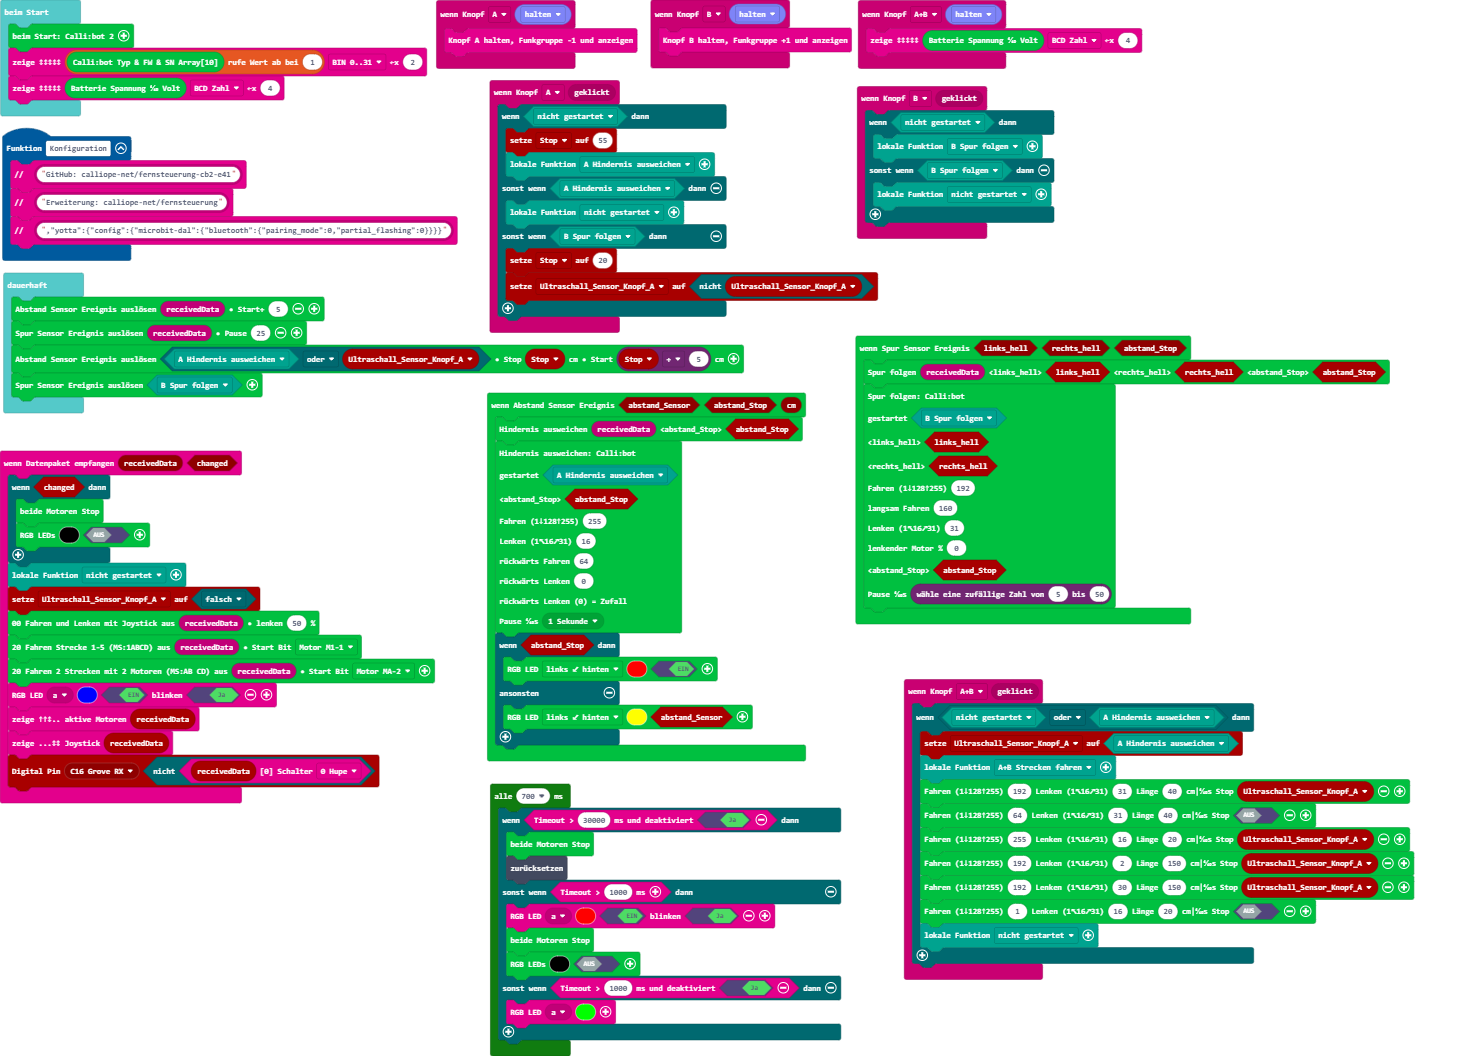 beim Start
beim Start: Calli:bot 2
zeige ‡‡‡‡‡ Calli:bot Typ & FW & SN Array[10] rufe Wert ab bei 1 BIN 0..31 ←x 2
zeige ‡‡‡‡‡ Batterie Spannung ‰ Volt BCD Zahl ←x 4
Funktion Konfiguration
// "GitHub: calliope-net/fernsteuerung-cb2-e41"
// "Erweiterung: calliope-net/fernsteuerung"
// ","yotta":{"config":{"microbit-dal":{"bluetooth":{"pairing_mode":0,"partial_flashing":0}}}}"
dauerhaft
Abstand Sensor Ereignis auslösen receivedData • Start+ 5
Spur Sensor Ereignis auslösen receivedData • Pause 25
Abstand Sensor Ereignis auslösen A Hindernis ausweichen oder Ultraschall_Sensor_Knopf_A • Stop Stop cm • Start Stop + 5 cm
Spur Sensor Ereignis auslösen B Spur folgen
wenn Datenpaket empfangen receivedData changed
wenn changed dann
beide Motoren Stop
RGB LEDs AUS
lokale Funktion nicht gestartet
setze Ultraschall_Sensor_Knopf_A auf falsch
00 Fahren und Lenken mit Joystick aus receivedData • lenken 50 %
20 Fahren Strecke 1-5 (MS:1ABCD) aus receivedData • Start Bit Motor M1-1
20 Fahren 2 Strecken mit 2 Motoren (MS:AB CD) aus receivedData • Start Bit Motor MA-2
RGB LED a EIN blinken Ja
zeige ↑↑‡.. aktive Motoren receivedData
zeige ...‡‡ Joystick receivedData
Digital Pin C16 Grove RX nicht receivedData [0] Schalter 0 Hupe
wenn Knopf A halten
Knopf A halten, Funkgruppe -1 und anzeigen
wenn Knopf B halten
Knopf B halten, Funkgruppe +1 und anzeigen
wenn Knopf A+B halten
zeige ‡‡‡‡‡ Batterie Spannung ‰ Volt BCD Zahl ←x 4
wenn Knopf A geklickt
wenn nicht gestartet dann
setze Stop auf 55
lokale Funktion A Hindernis ausweichen
sonst wenn A Hindernis ausweichen dann
lokale Funktion nicht gestartet
sonst wenn B Spur folgen dann
setze Stop auf 20
setze Ultraschall_Sensor_Knopf_A auf nicht Ultraschall_Sensor_Knopf_A
wenn Knopf B geklickt
wenn nicht gestartet dann
lokale Funktion B Spur folgen
sonst wenn B Spur folgen dann
lokale Funktion nicht gestartet
wenn Abstand Sensor Ereignis abstand_Sensor abstand_Stop cm
Hindernis ausweichen receivedData <abstand_Stop> abstand_Stop
Hindernis ausweichen: Calli:bot
gestartet A Hindernis ausweichen
<abstand_Stop> abstand_Stop
Fahren (1↓128↑255) 255
Lenken (1↖16↗31) 16
rückwärts Fahren 64
rückwärts Lenken 0
rückwärts Lenken (0) = Zufall
Pause ‰s 1 Sekunde
wenn abstand_Stop dann
RGB LED links ↙ hinten EIN
ansonsten
RGB LED links ↙ hinten abstand_Sensor
alle 700 ms
wenn Timeout > 30000 ms und deaktiviert Ja dann
beide Motoren Stop
zurücksetzen
sonst wenn Timeout > 1000 ms dann
RGB LED a EIN blinken Ja
beide Motoren Stop
RGB LEDs AUS
sonst wenn Timeout > 1000 ms und deaktiviert Ja dann
RGB LED a
wenn Spur Sensor Ereignis links_hell rechts_hell abstand_Stop
Spur folgen receivedData <links_hell> links_hell <rechts_hell> rechts_hell <abstand_Stop> abstand_Stop
Spur folgen: Calli:bot
gestartet B Spur folgen
<links_hell> links_hell
<rechts_hell> rechts_hell
Fahren (1↓128↑255) 192
langsam Fahren 160
Lenken (1↖16↗31) 31
lenkender Motor % 0
<abstand_Stop> abstand_Stop
Pause ‰s wähle eine zufällige Zahl von 5 bis 50
wenn Knopf A+B geklickt
wenn nicht gestartet oder A Hindernis ausweichen dann
setze Ultraschall_Sensor_Knopf_A auf A Hindernis ausweichen
lokale Funktion A+B Strecken fahren
Fahren (1↓128↑255) 192 Lenken (1↖16↗31) 31 Länge 40 cm|‰s Stop Ultraschall_Sensor_Knopf_A
Fahren (1↓128↑255) 64 Lenken (1↖16↗31) 31 Länge 40 cm|‰s Stop AUS
Fahren (1↓128↑255) 255 Lenken (1↖16↗31) 16 Länge 20 cm|‰s Stop Ultraschall_Sensor_Knopf_A
Fahren (1↓128↑255) 192 Lenken (1↖16↗31) 2 Länge 150 cm|‰s Stop Ultraschall_Sensor_Knopf_A
Fahren (1↓128↑255) 192 Lenken (1↖16↗31) 30 Länge 150 cm|‰s Stop Ultraschall_Sensor_Knopf_A
Fahren (1↓128↑255) 1 Lenken (1↖16↗31) 16 Länge 20 cm|‰s Stop AUS
lokale Funktion nicht gestartet